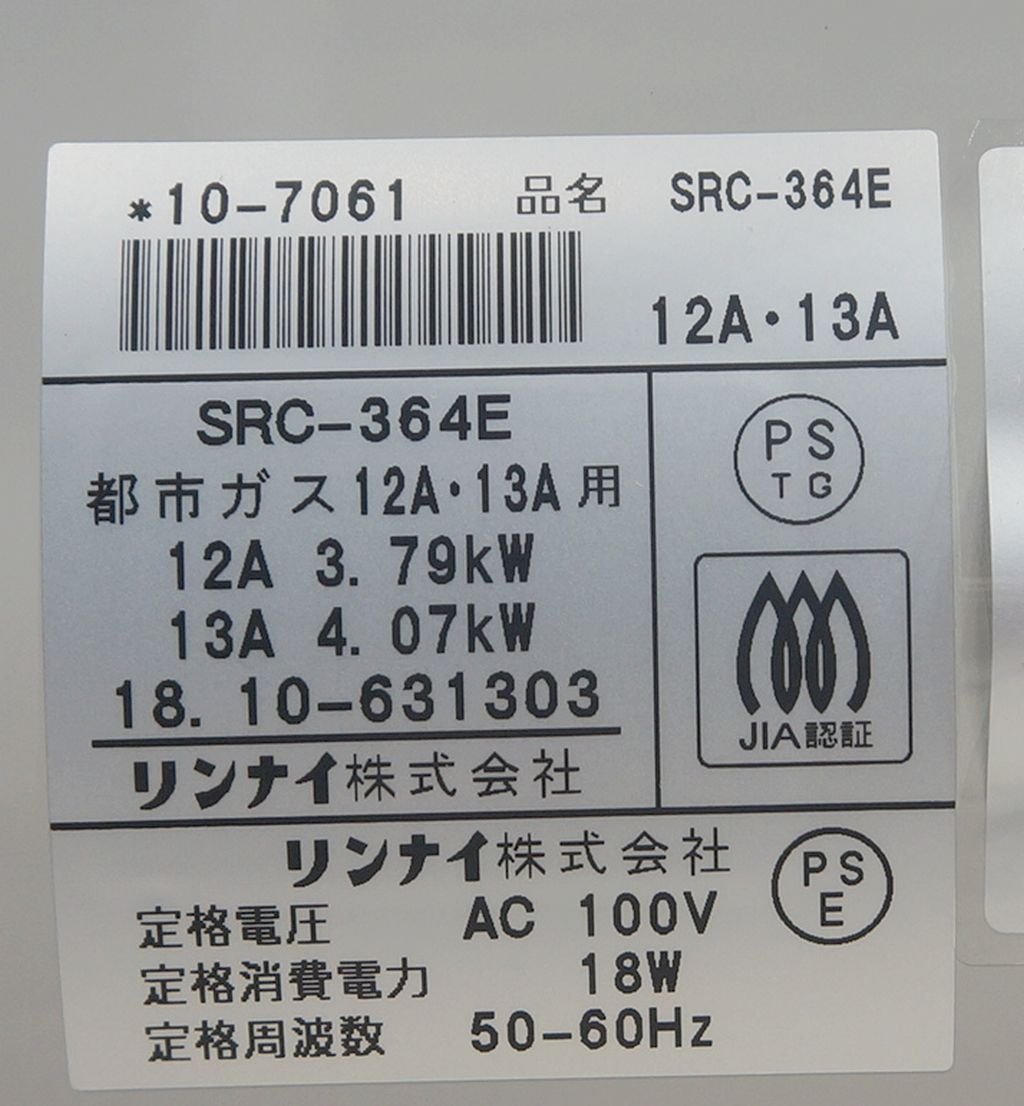 *10-7061 品名 SRC-364E
12A・13A
SRC-364E
都市ガス12A・13A用
12A 3.79kW
13A 4.07kW
18.10-631303
リンナイ株式会社
PS
TG
JIA認証
リンナイ株式会社
PS
E
定格電圧 AC 100V
定格消費電力 18W
定格周波数 50-60Hz